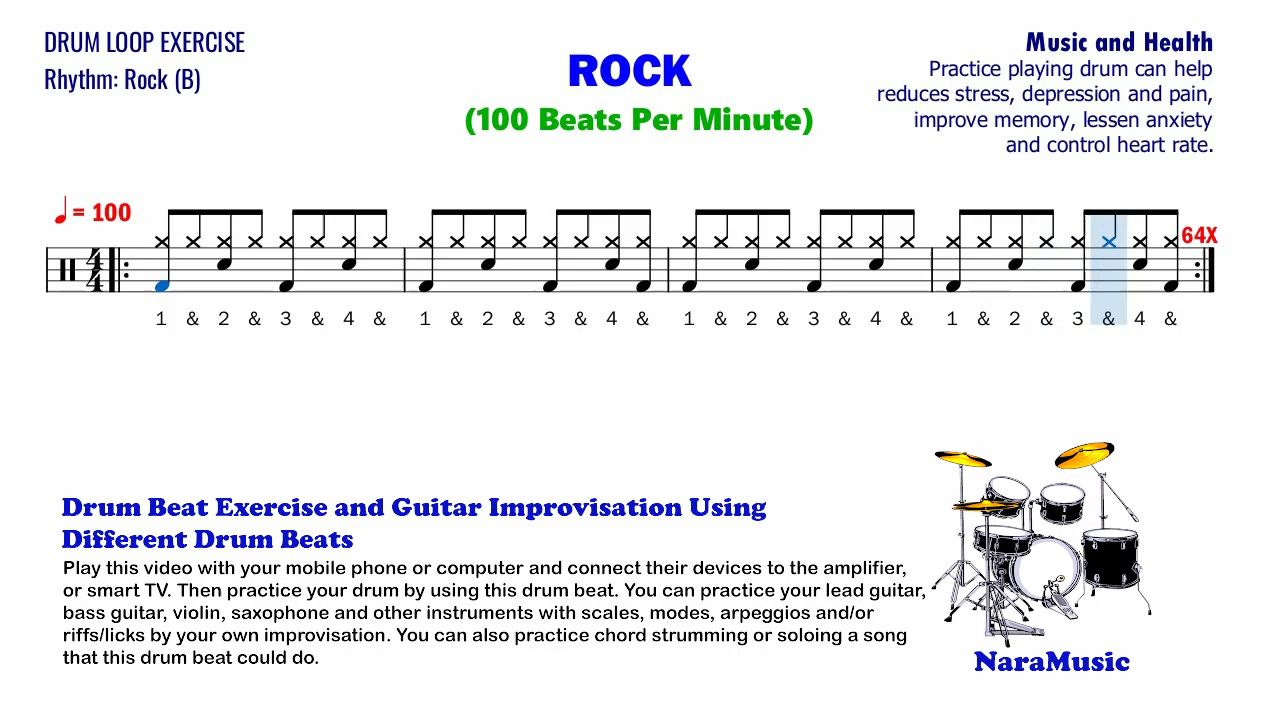 DRUM LOOP EXERCISE
Rhythm: Rock (B)
ROCK
(100 Beats Per Minute)
Music and Health
Practice playing drum can help
reduces stress, depression and pain,
improve memory, lessen anxiety
and control heart rate.
= 100
64X
4
4
1 & 2 & 3 & 4 & 1 & 2 & 3 & 4 & 1 & 2 & 3 & 4 & 1 & 2 & 3 & 4 &
Drum Beat Exercise and Guitar Improvisation Using
Different Drum Beats
Play this video with your mobile phone or computer and connect their devices to the amplifier,
or smart TV. Then practice your drum by using this drum beat. You can practice your lead guitar,
bass guitar, violin, saxophone and other instruments with scales, modes, arpeggios and/or
riffs/licks by your own improvisation. You can also practice chord strumming or soloing a song
that this drum beat could do.
NaraMusic